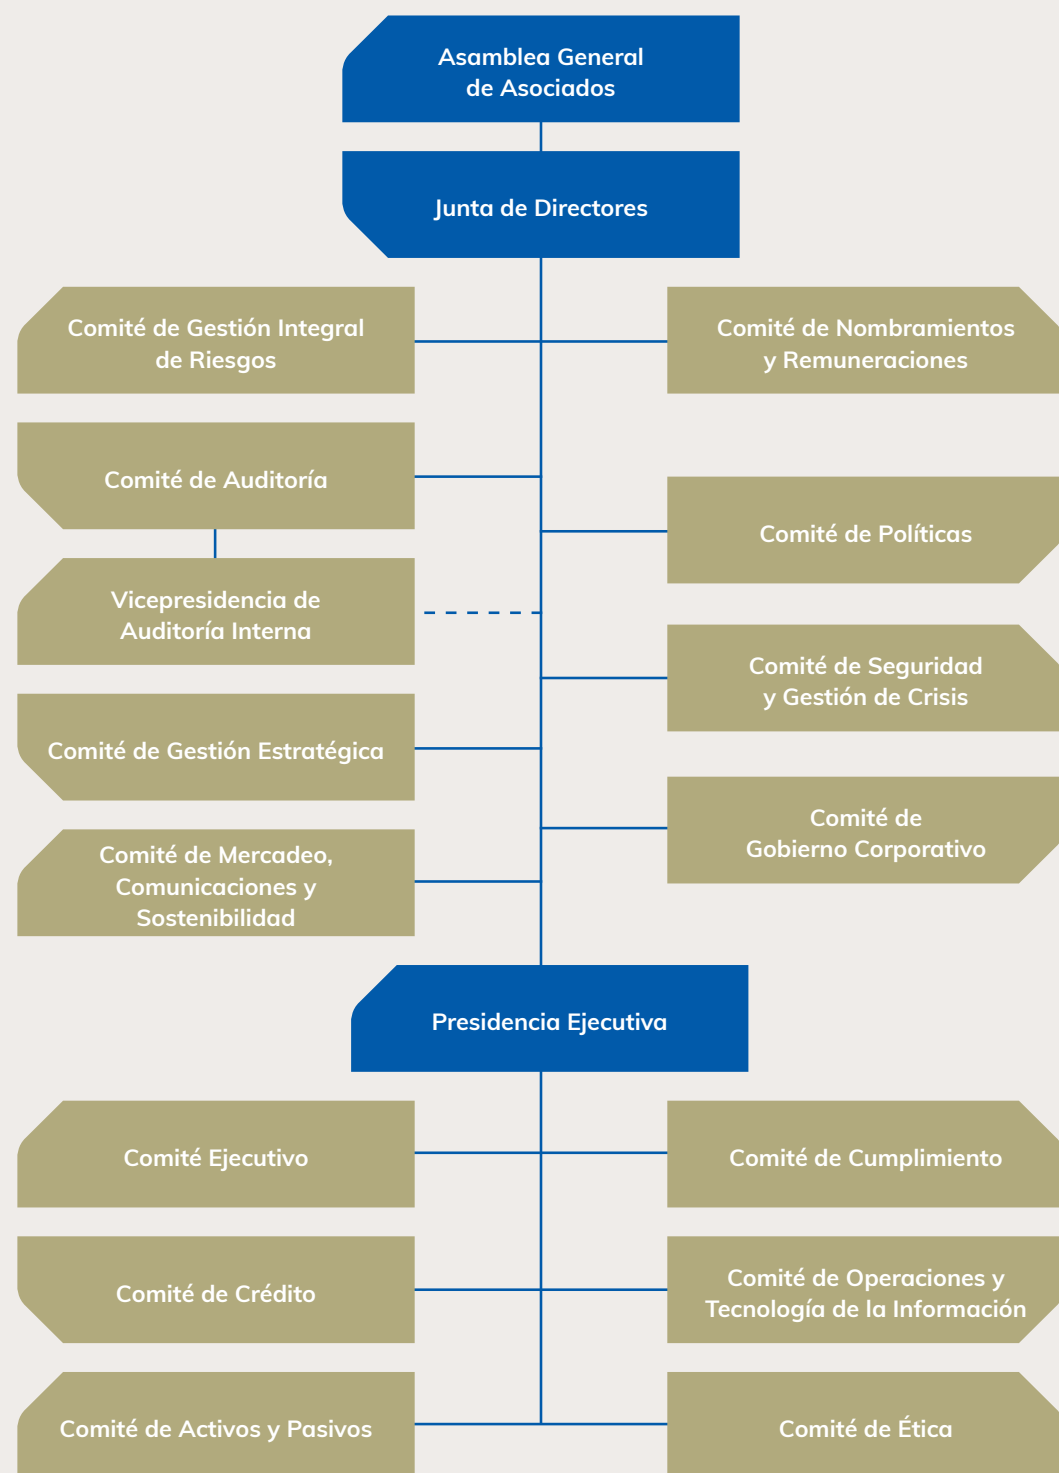 Asamblea General
de Asociados
Junta de Directores
Comité de Gestión Integral
de Riesgos
Comité de Nombramientos
y Remuneraciones
Comité de Auditoría
Comité de Políticas
Vicepresidencia de
Auditoría Interna
Comité de Seguridad
y Gestión de Crisis
Comité de Gestión Estratégica
Comité de
Gobierno Corporativo
Comité de Mercadeo,
Comunicaciones y
Sostenibilidad
Presidencia Ejecutiva
Comité Ejecutivo
Comité de Cumplimiento
Comité de Crédito
Comité de Operaciones y
Tecnología de la Información
Comité de Activos y Pasivos
Comité de Ética